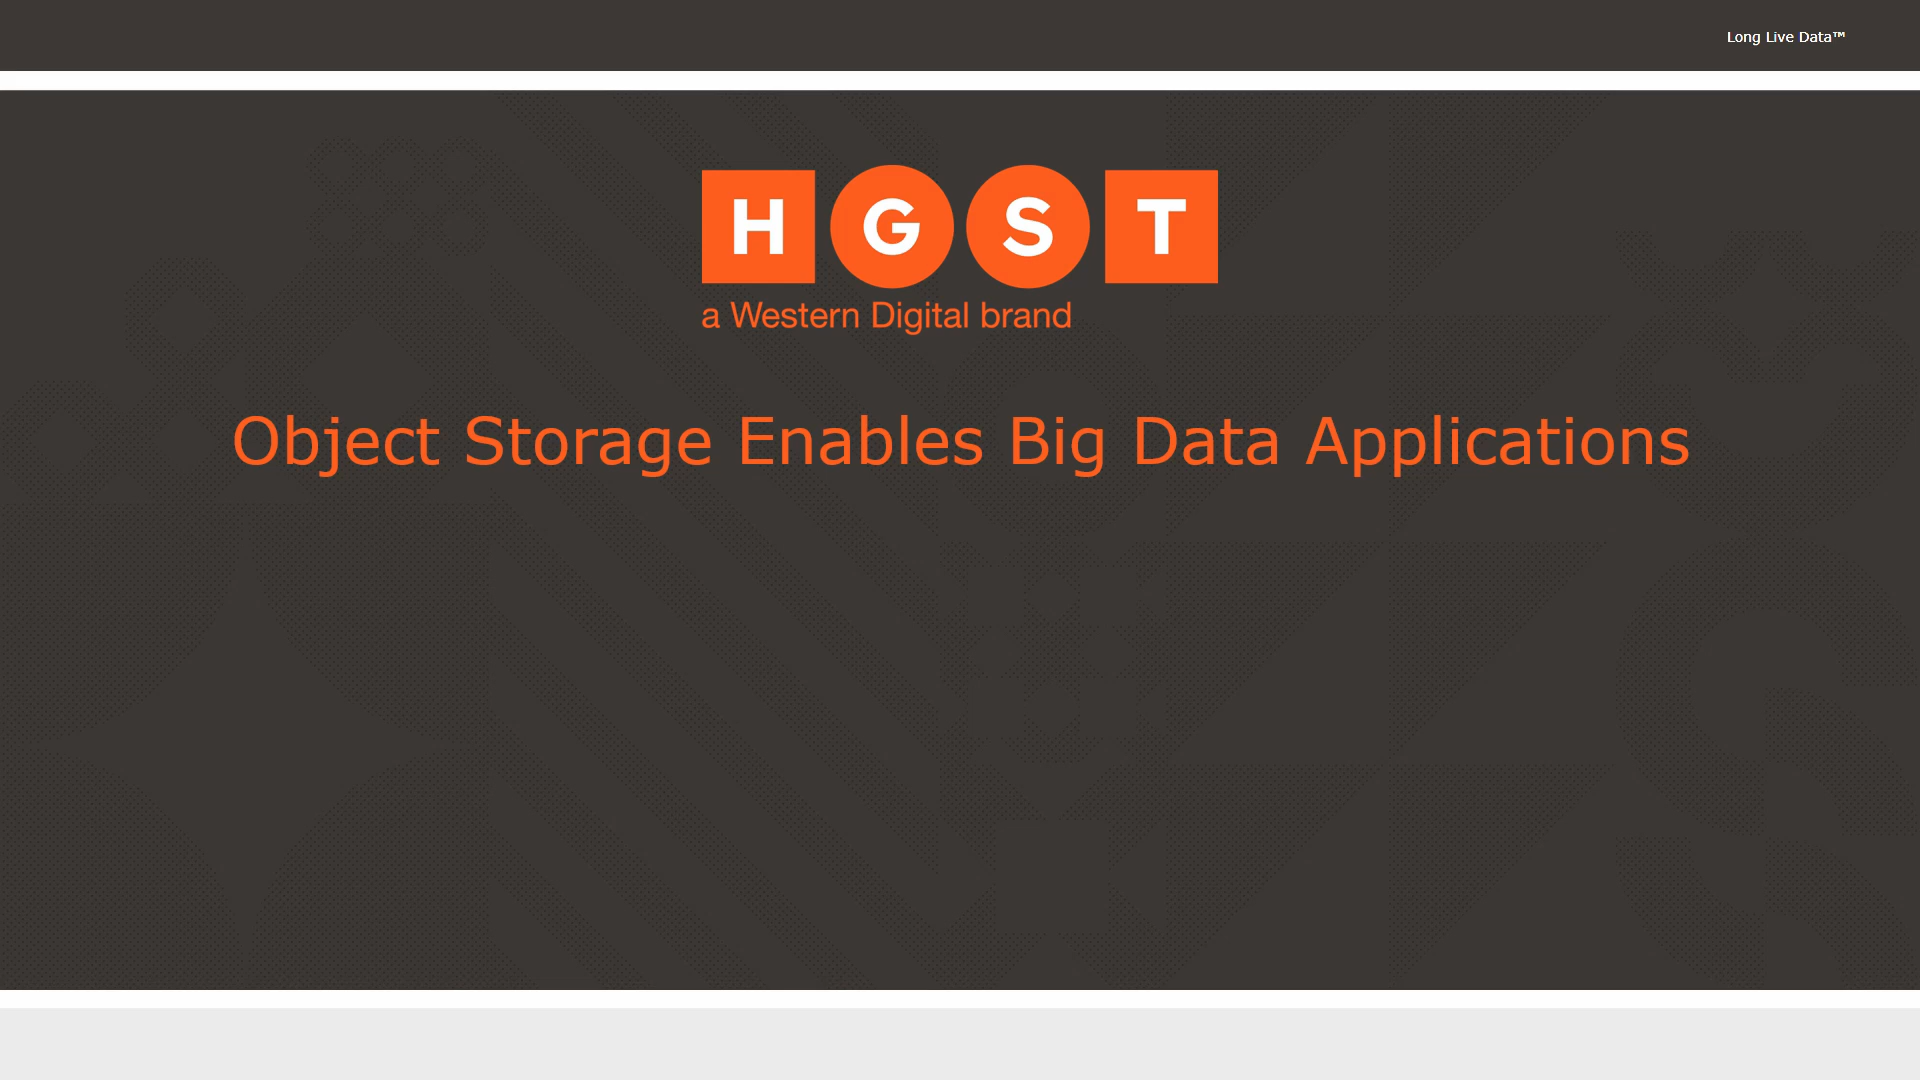 Long Live Data™
HGST
a Western Digital brand
Object Storage Enables Big Data Applications